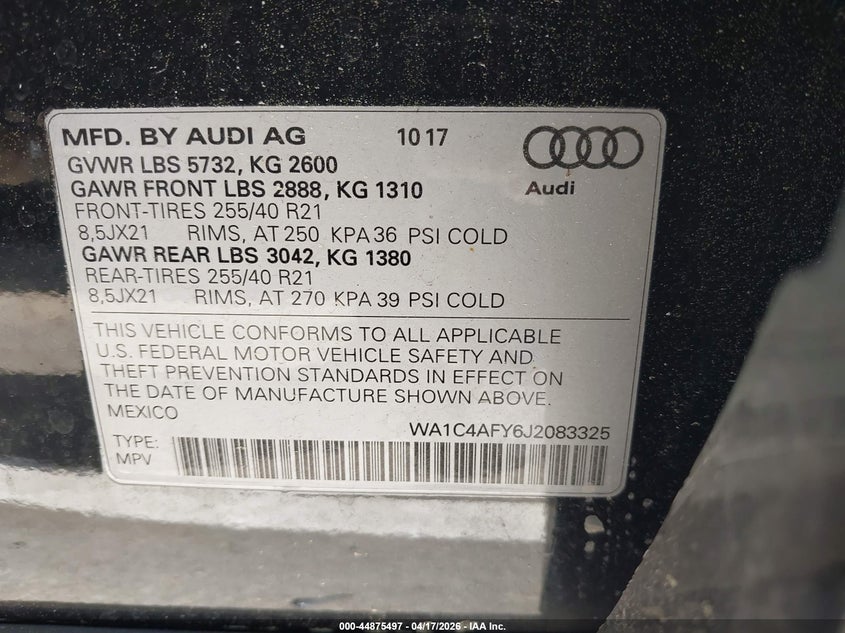 MFD. BY AUDI AG 10 17
GVWR LBS 5732, KG 2600
GAWR FRONT LBS 2888, KG 1310
Audi
FRONT-TIRES 255/40 R21
8,5JX21 RIMS, AT 250 KPA 36 PSI COLD
GAWR REAR LBS 3042, KG 1380
REAR-TIRES 255/40 R21
8,5JX21 RIMS, AT 270 KPA 39 PSI COLD
THIS VEHICLE CONFORMS TO ALL APPLICABLE
U.S. FEDERAL MOTOR VEHICLE SAFETY AND
THEFT PREVENTION STANDARDS IN EFFECT ON
THE DATE OF MANUFACTURE SHOWN ABOVE.
MEXICO
WA1C4AFY6J2083325
TYPE:
MPV
000-44875497 - 04/17/2026 - IAA Inc.